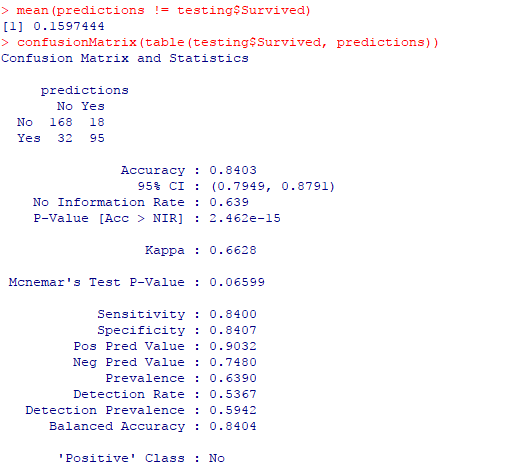 > mean(predictions != testing$Survived)
[1] 0.1597444
> confusionMatrix(table(testing$Survived, predictions))
Confusion Matrix and Statistics
predictions
No Yes
No 168 18
Yes 32 95
Accuracy : 0.8403
95% CI : (0.7949, 0.8791)
No Information Rate : 0.639
P-Value [Acc > NIR] : 2.462e-15
Kappa : 0.6628
Mcnemar's Test P-Value : 0.06599
Sensitivity : 0.8400
Specificity : 0.8407
Pos Pred Value : 0.9032
Neg Pred Value : 0.7480
Prevalence : 0.6390
Detection Rate : 0.5367
Detection Prevalence : 0.5942
Balanced Accuracy : 0.8404
'Positive' Class : No